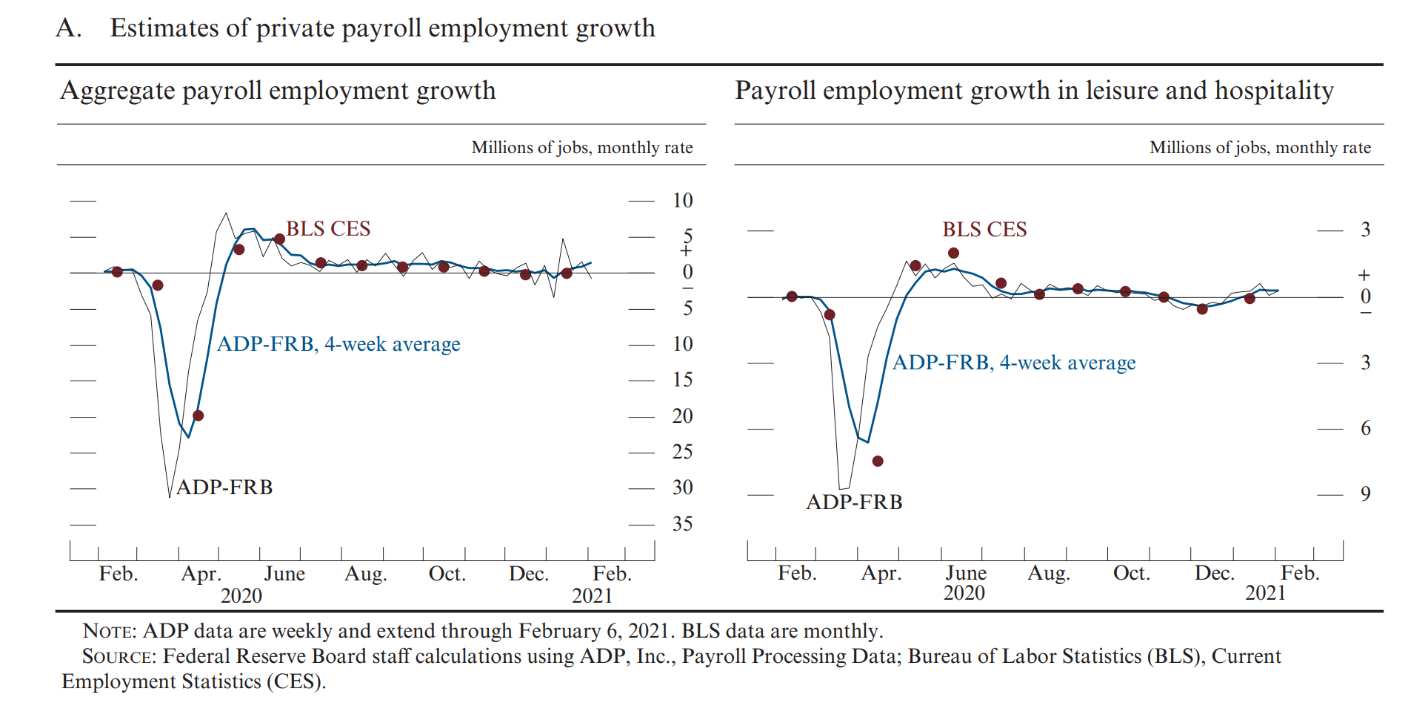 A. Estimates of private payroll employment growth
Aggregate payroll employment growth
Millions of jobs, monthly rate
10
5
+
0
−
5
10
15
20
25
30
35
BLS CES
ADP-FRB, 4-week average
ADP-FRB
Feb. Apr. June Aug. Oct. Dec. Feb.
2020 2021
Payroll employment growth in leisure and hospitality
Millions of jobs, monthly rate
3
+
0
−
3
6
9
BLS CES
ADP-FRB, 4-week average
ADP-FRB
Feb. Apr. June Aug. Oct. Dec. Feb.
2020 2021
NOTE: ADP data are weekly and extend through February 6, 2021. BLS data are monthly.
SOURCE: Federal Reserve Board staff calculations using ADP, Inc., Payroll Processing Data; Bureau of Labor Statistics (BLS), Current
Employment Statistics (CES).